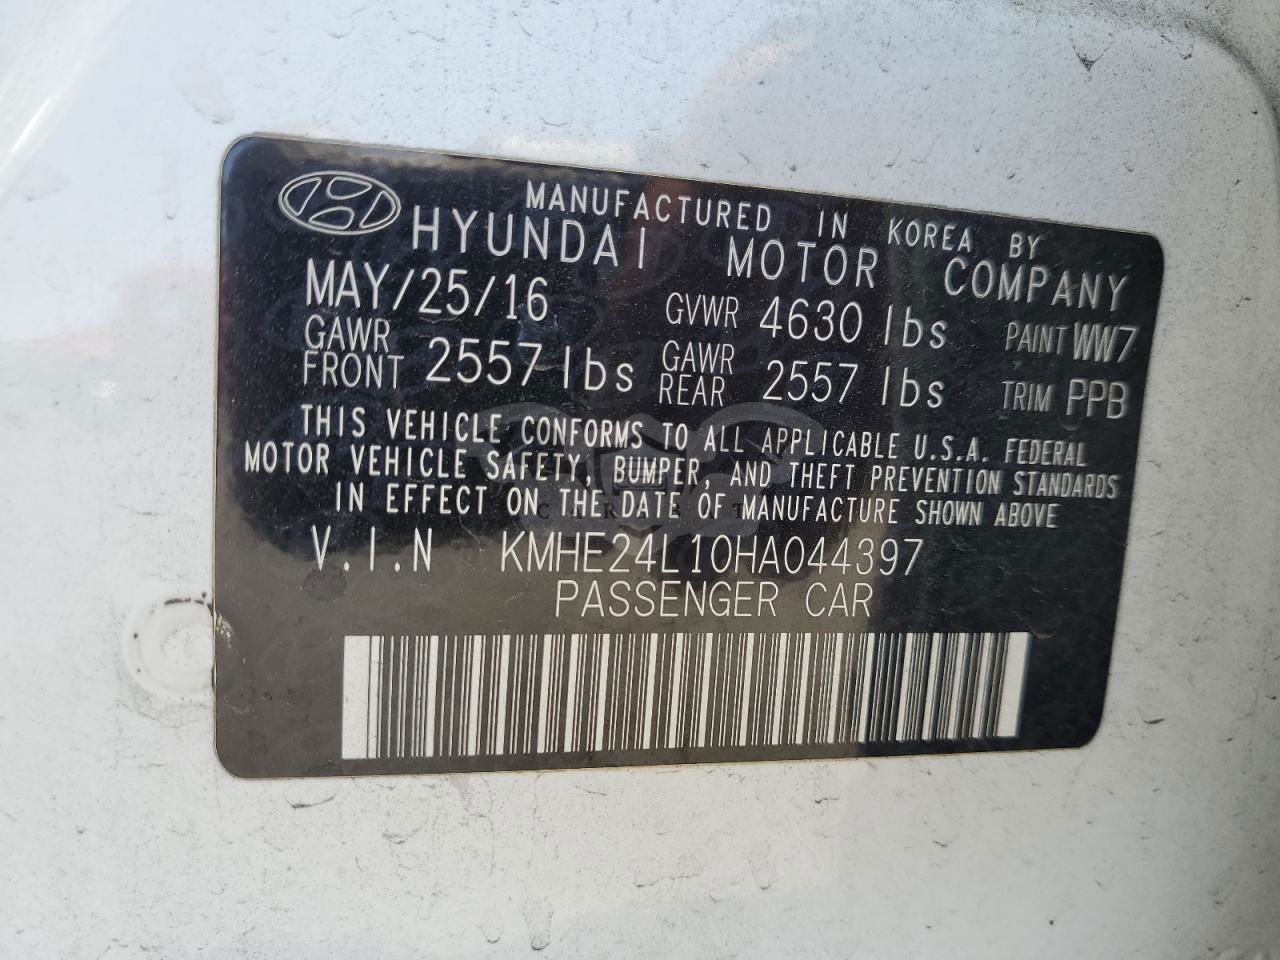 MANUFACTURED IN KOREA BY
HYUNDAI MOTOR COMPANY
MAY/25/16 GVWR 4630 lbs PAINT WW7
GAWR FRONT 2557 lbs GAWR REAR 2557 lbs TRIM PPB
THIS VEHICLE CONFORMS TO ALL APPLICABLE U.S.A. FEDERAL
MOTOR VEHICLE SAFETY, BUMPER, AND THEFT PREVENTION STANDARDS
IN EFFECT ON THE DATE OF MANUFACTURE SHOWN ABOVE
V.I.N KMHE24L10HA044397
PASSENGER CAR